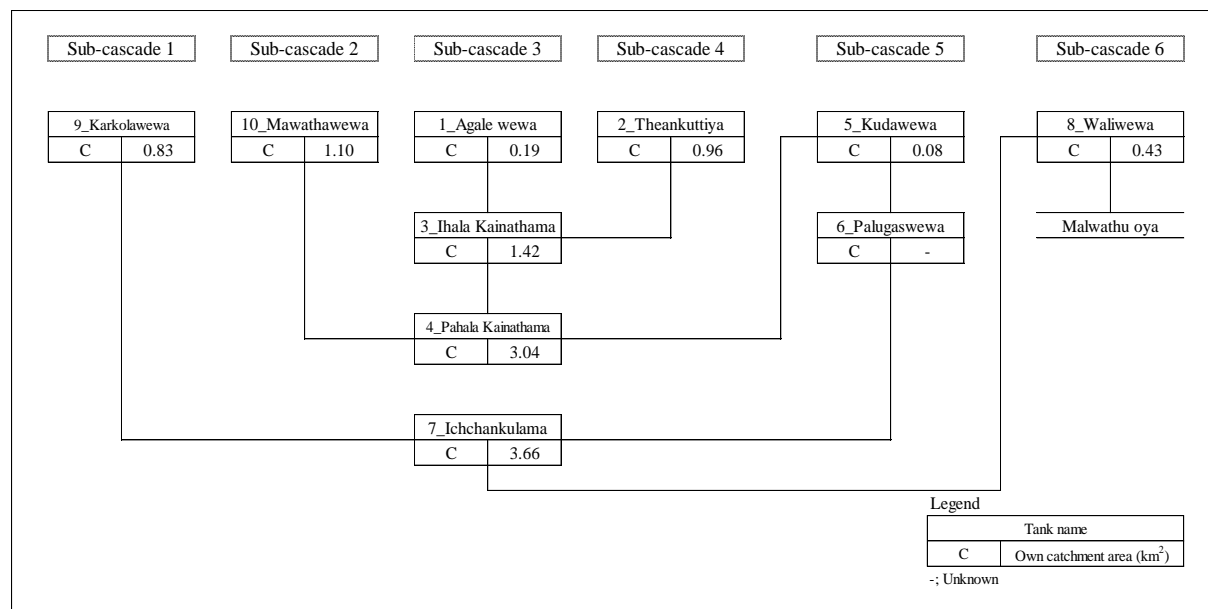 Sub-cascade 1
Sub-cascade 2
Sub-cascade 3
Sub-cascade 4
Sub-cascade 5
Sub-cascade 6
9_Karkolawewa
C 0.83
10_Mawathawewa
C 1.10
1_Agale wewa
C 0.19
2_Theankuttiya
C 0.96
5_Kudawewa
C 0.08
8_Waliwewa
C 0.43
3_Ihala Kainathama
C 1.42
6_Palugaswewa
C -
Malwathu oya
4_Pahala Kainathama
C 3.04
7_Ichchankulama
C 3.66
Legend
Tank name
C Own catchment area (km²)
-; Unknown